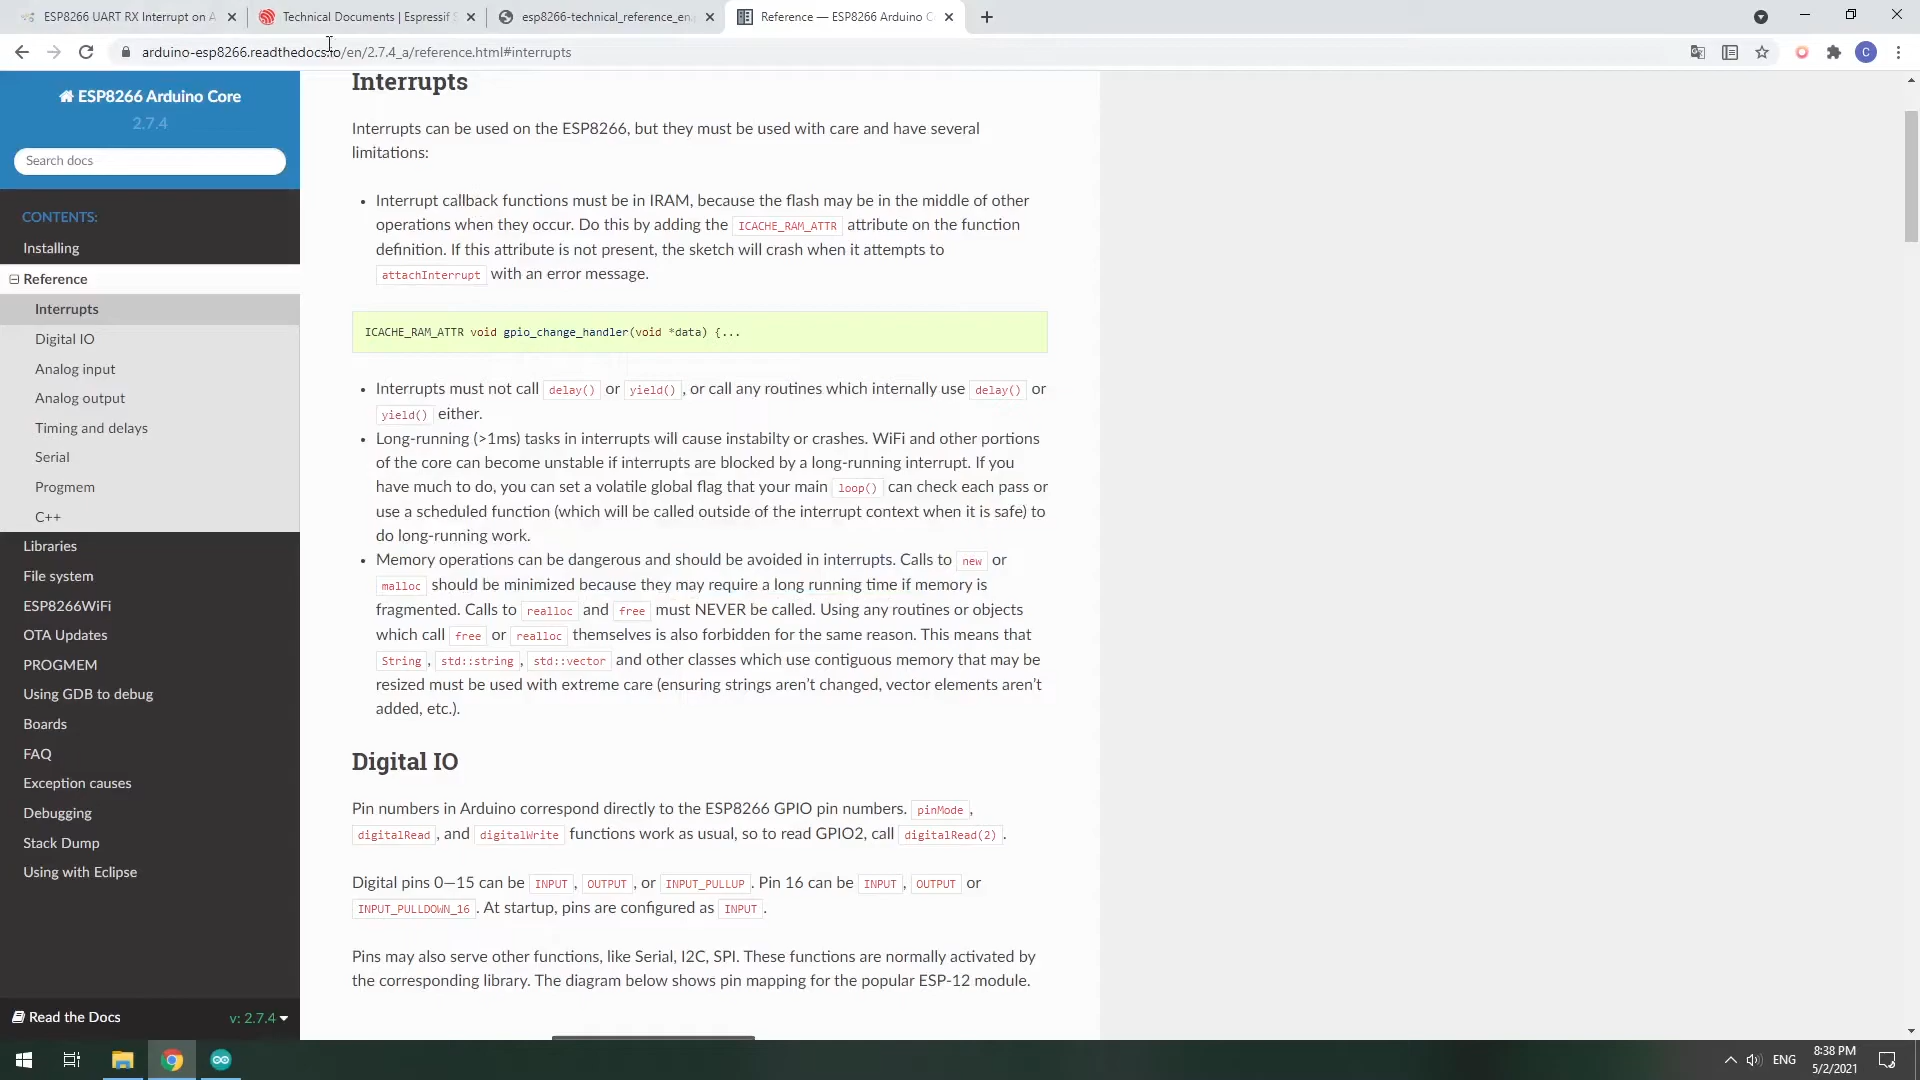 ESP8266 UART RX Interrupt on A
Technical Documents | Espressif S
esp8266-technical_reference_en.
Reference — ESP8266 Arduino C
arduino-esp8266.readthedocs.io/en/2.7.4_a/reference.html#interrupts
C
ESP8266 Arduino Core
2.7.4
Search docs
CONTENTS:
Installing
Reference
Interrupts
Digital IO
Analog input
Analog output
Timing and delays
Serial
Progmem
C++
Libraries
File system
ESP8266WiFi
OTA Updates
PROGMEM
Using GDB to debug
Boards
FAQ
Exception causes
Debugging
Stack Dump
Using with Eclipse
Read the Docs
v: 2.7.4
Interrupts
Interrupts can be used on the ESP8266, but they must be used with care and have several
limitations:
• Interrupt callback functions must be in IRAM, because the flash may be in the middle of other
operations when they occur. Do this by adding the ICACHE_RAM_ATTR attribute on the function
definition. If this attribute is not present, the sketch will crash when it attempts to
attachInterrupt with an error message.
ICACHE_RAM_ATTR void gpio_change_handler(void *data) {...
• Interrupts must not call delay() or yield() , or call any routines which internally use delay() or
yield() either.
• Long-running (>1ms) tasks in interrupts will cause instabilty or crashes. WiFi and other portions
of the core can become unstable if interrupts are blocked by a long-running interrupt. If you
have much to do, you can set a volatile global flag that your main loop() can check each pass or
use a scheduled function (which will be called outside of the interrupt context when it is safe) to
do long-running work.
• Memory operations can be dangerous and should be avoided in interrupts. Calls to new or
malloc should be minimized because they may require a long running time if memory is
fragmented. Calls to realloc and free must NEVER be called. Using any routines or objects
which call free or realloc themselves is also forbidden for the same reason. This means that
String , std::string , std::vector and other classes which use contiguous memory that may be
resized must be used with extreme care (ensuring strings aren't changed, vector elements aren't
added, etc.).
Digital IO
Pin numbers in Arduino correspond directly to the ESP8266 GPIO pin numbers. pinMode ,
digitalRead , and digitalWrite functions work as usual, so to read GPIO2, call digitalRead(2) .
Digital pins 0—15 can be INPUT , OUTPUT , or INPUT_PULLUP . Pin 16 can be INPUT , OUTPUT or
INPUT_PULLDOWN_16 . At startup, pins are configured as INPUT .
Pins may also serve other functions, like Serial, I2C, SPI. These functions are normally activated by
the corresponding library. The diagram below shows pin mapping for the popular ESP-12 module.
ENG
8:38 PM
5/2/2021